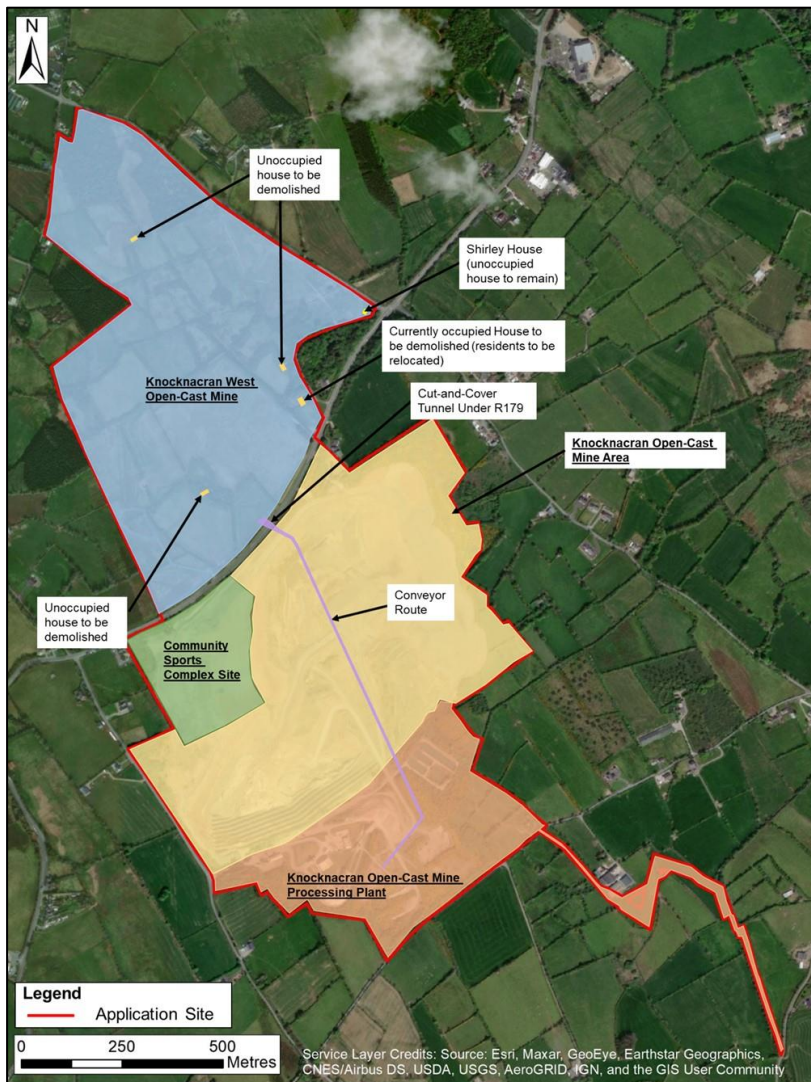 N
Unoccupied
house to be
demolished
Shirley House
(unoccupied
house to remain)
Currently occupied House to
be demolished (residents to be
relocated)
Knocknacran West
Open-Cast Mine
Cut-and-Cover
Tunnel Under R179
Knocknacran Open-Cast
Mine Area
Unoccupied
house to be
demolished
Conveyor
Route
Community
Sports
Complex Site
Knocknacran Open-Cast Mine
Processing Plant
Legend
Application Site
0 250 500
Metres
Service Layer Credits: Source: Esri, Maxar, GeoEye, Earthstar Geographics,
CNES/Airbus DS, USDA, USGS, AeroGRID, IGN, and the GIS User Community